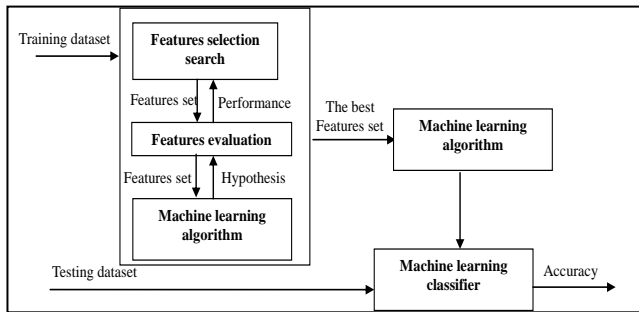 Training dataset
Features selection
search
Features set
Performance
Features evaluation
Features set
Hypothesis
Machine learning
algorithm
The best
Features set
Machine learning
algorithm
Testing dataset
Machine learning
classifier
Accuracy